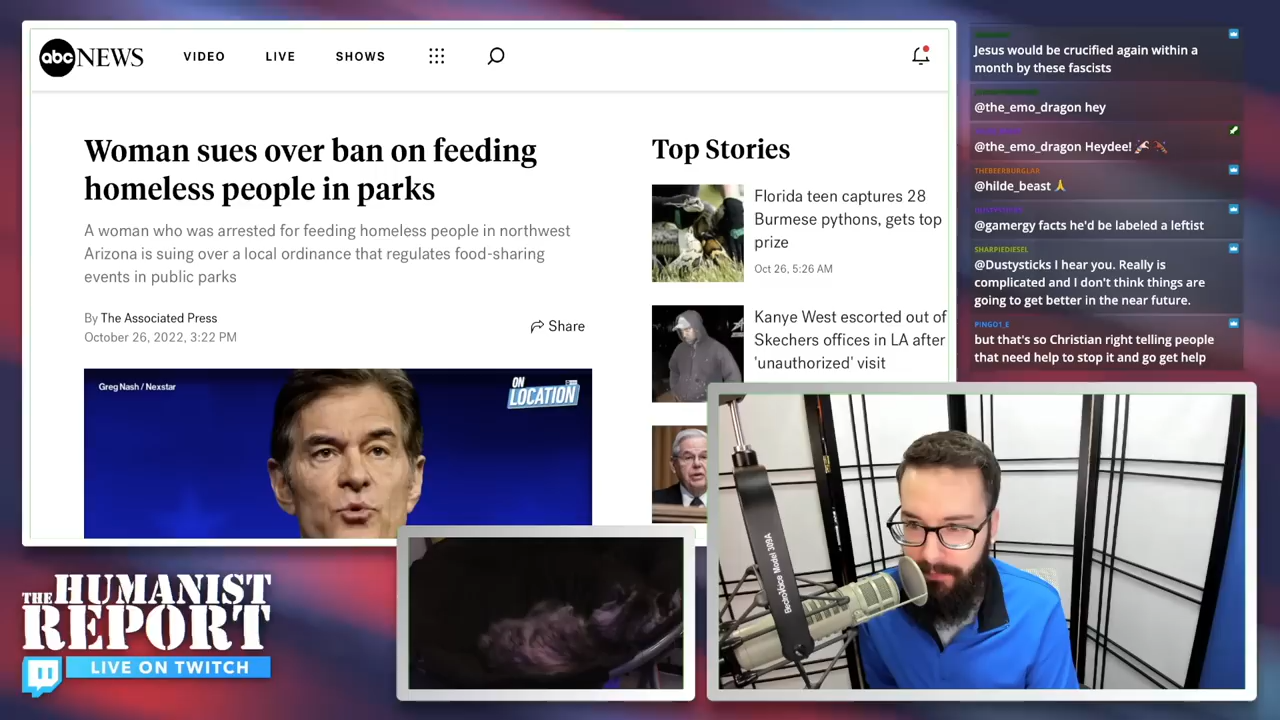 abc NEWS
VIDEO
LIVE
SHOWS
Woman sues over ban on feeding
homeless people in parks
A woman who was arrested for feeding homeless people in northwest
Arizona is suing over a local ordinance that regulates food-sharing
events in public parks
By The Associated Press
October 26, 2022, 3:22 PM
Share
Greg Nash / Nexstar
ON
LOCATION
Top Stories
Florida teen captures 28
Burmese pythons, gets top
prize
Oct 26, 5:26 AM
Kanye West escorted out of
Skechers offices in LA after
'unauthorized' visit
Jesus would be crucified again within a
month by these fascists
@the_emo_dragon hey
@the_emo_dragon Heydee!
THEBEERBURGLAR
@hilde_beast
@gamergy facts he'd be labeled a leftist
SHARPIEDIESEL
@Dustysticks I hear you. Really is
complicated and I don't think things are
going to get better in the near future.
PINGO1_E
but that's so Christian right telling people
that need help to stop it and go get help
THE HUMANIST
REPORT
LIVE ON TWITCH
ElectroVoice Model 309A